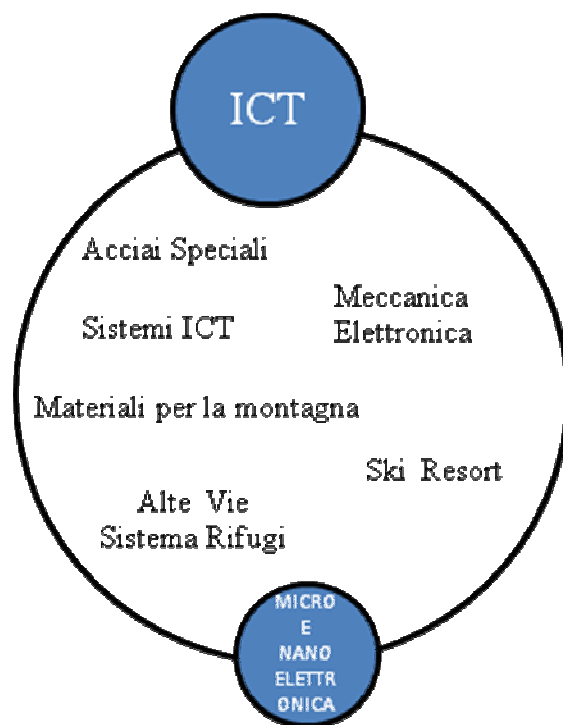 ICT
Acciai Speciali
Meccanica
Elettronica
Sistemi ICT
Materiali per la montagna
Ski Resort
Alte Vie
Sistema Rifugi
MICRO
E
NANO
ELETTR
ONICA